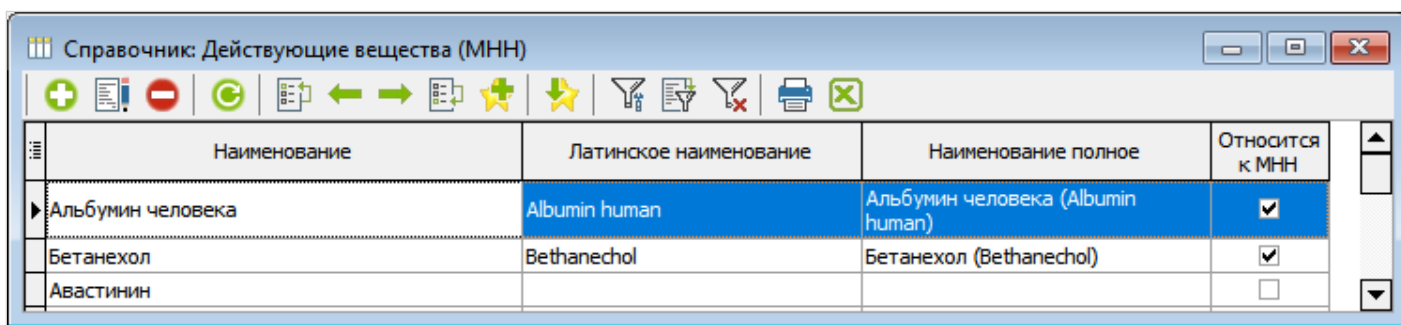 Справочник: Действующие вещества (МНН)
Наименование
Латинское наименование
Наименование полное
Относится
к МНН
Альбумин человека
Albumin human
Альбумин человека (Albumin
human)
Бетанехол
Bethanechol
Бетанехол (Bethanechol)
Авастинин